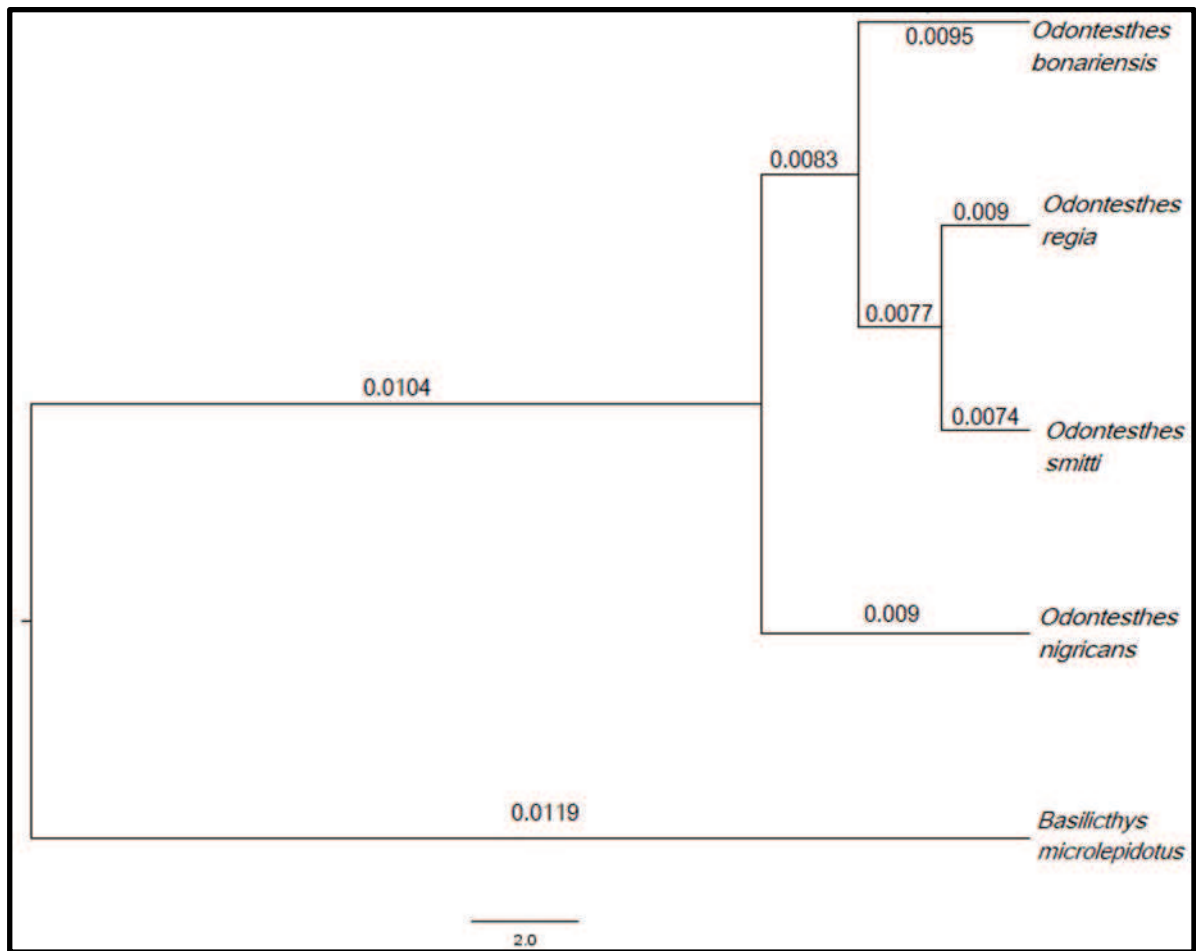 0.0095
Odontesthes
bonariensis
0.0083
0.009
Odontesthes
regia
0.0077
0.0104
0.0074
Odontesthes
smitti
0.009
Odontesthes
nigricans
0.0119
Basilicthys
microlepidotus
2.0